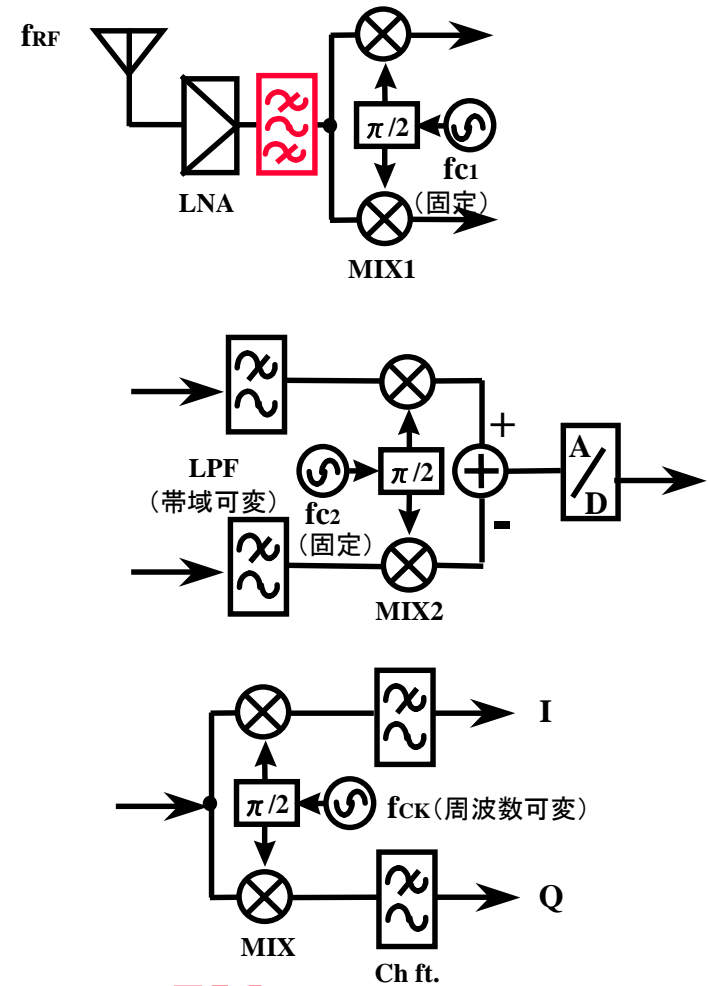 fRF
π/2
fc1
(固定)
LNA
MIX1
+
A
D
LPF
(帯域可変)
π/2
fc2
(固定)
-
MIX2
I
π/2
fCK(周波数可変)
Q
MIX
Ch ft.